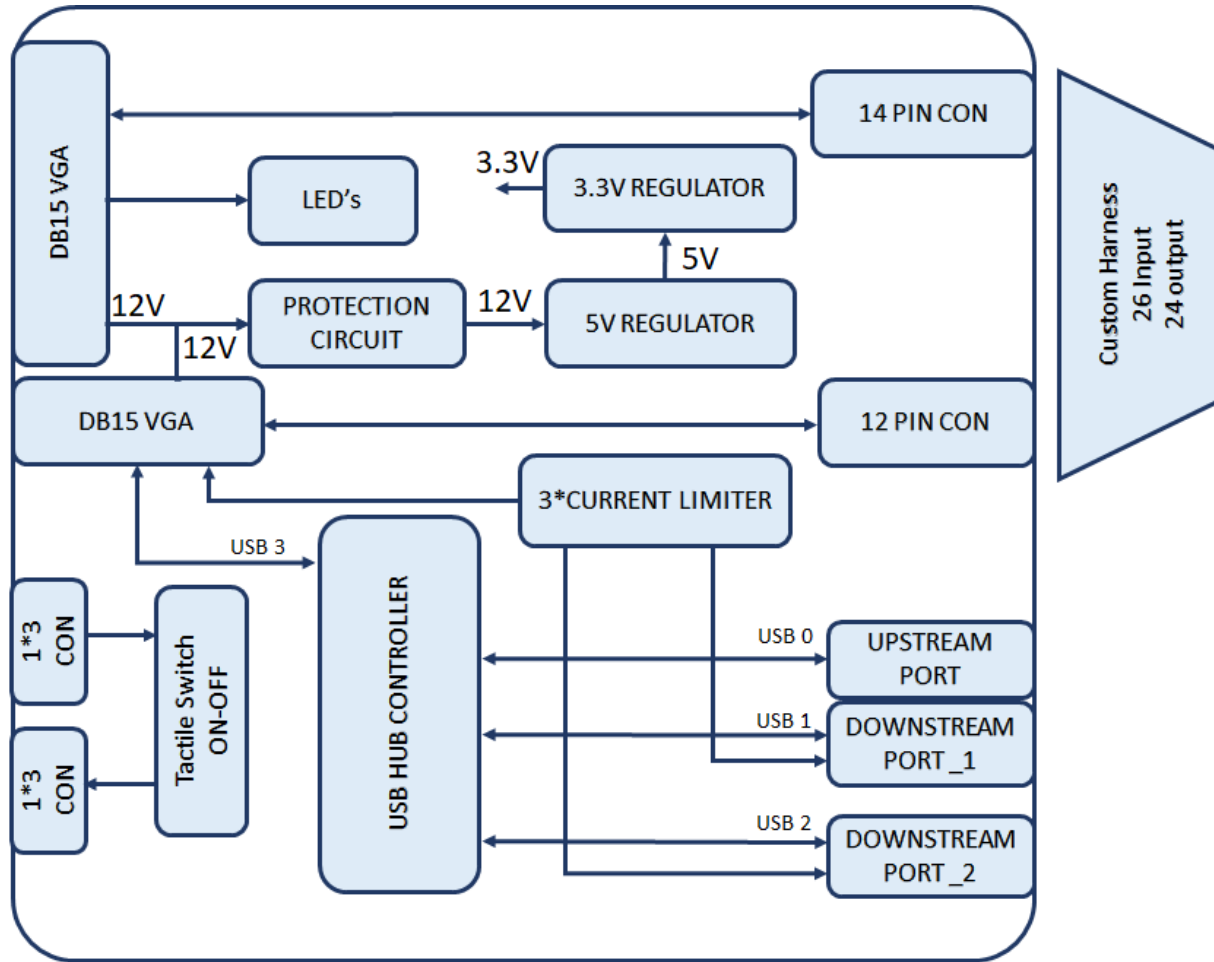 DB15 VGA
14 PIN CON
LED's
3.3V
3.3V REGULATOR
5V
12V
PROTECTION
CIRCUIT
12V
5V REGULATOR
12V
Custom Harness
26 Input
24 output
DB15 VGA
12 PIN CON
3*CURRENT LIMITER
USB 3
USB HUB CONTROLLER
1*3
CON
Tactile Switch
ON-OFF
1*3
CON
USB 0
UPSTREAM
PORT
USB 1
DOWNSTREAM
PORT _1
USB 2
DOWNSTREAM
PORT _2